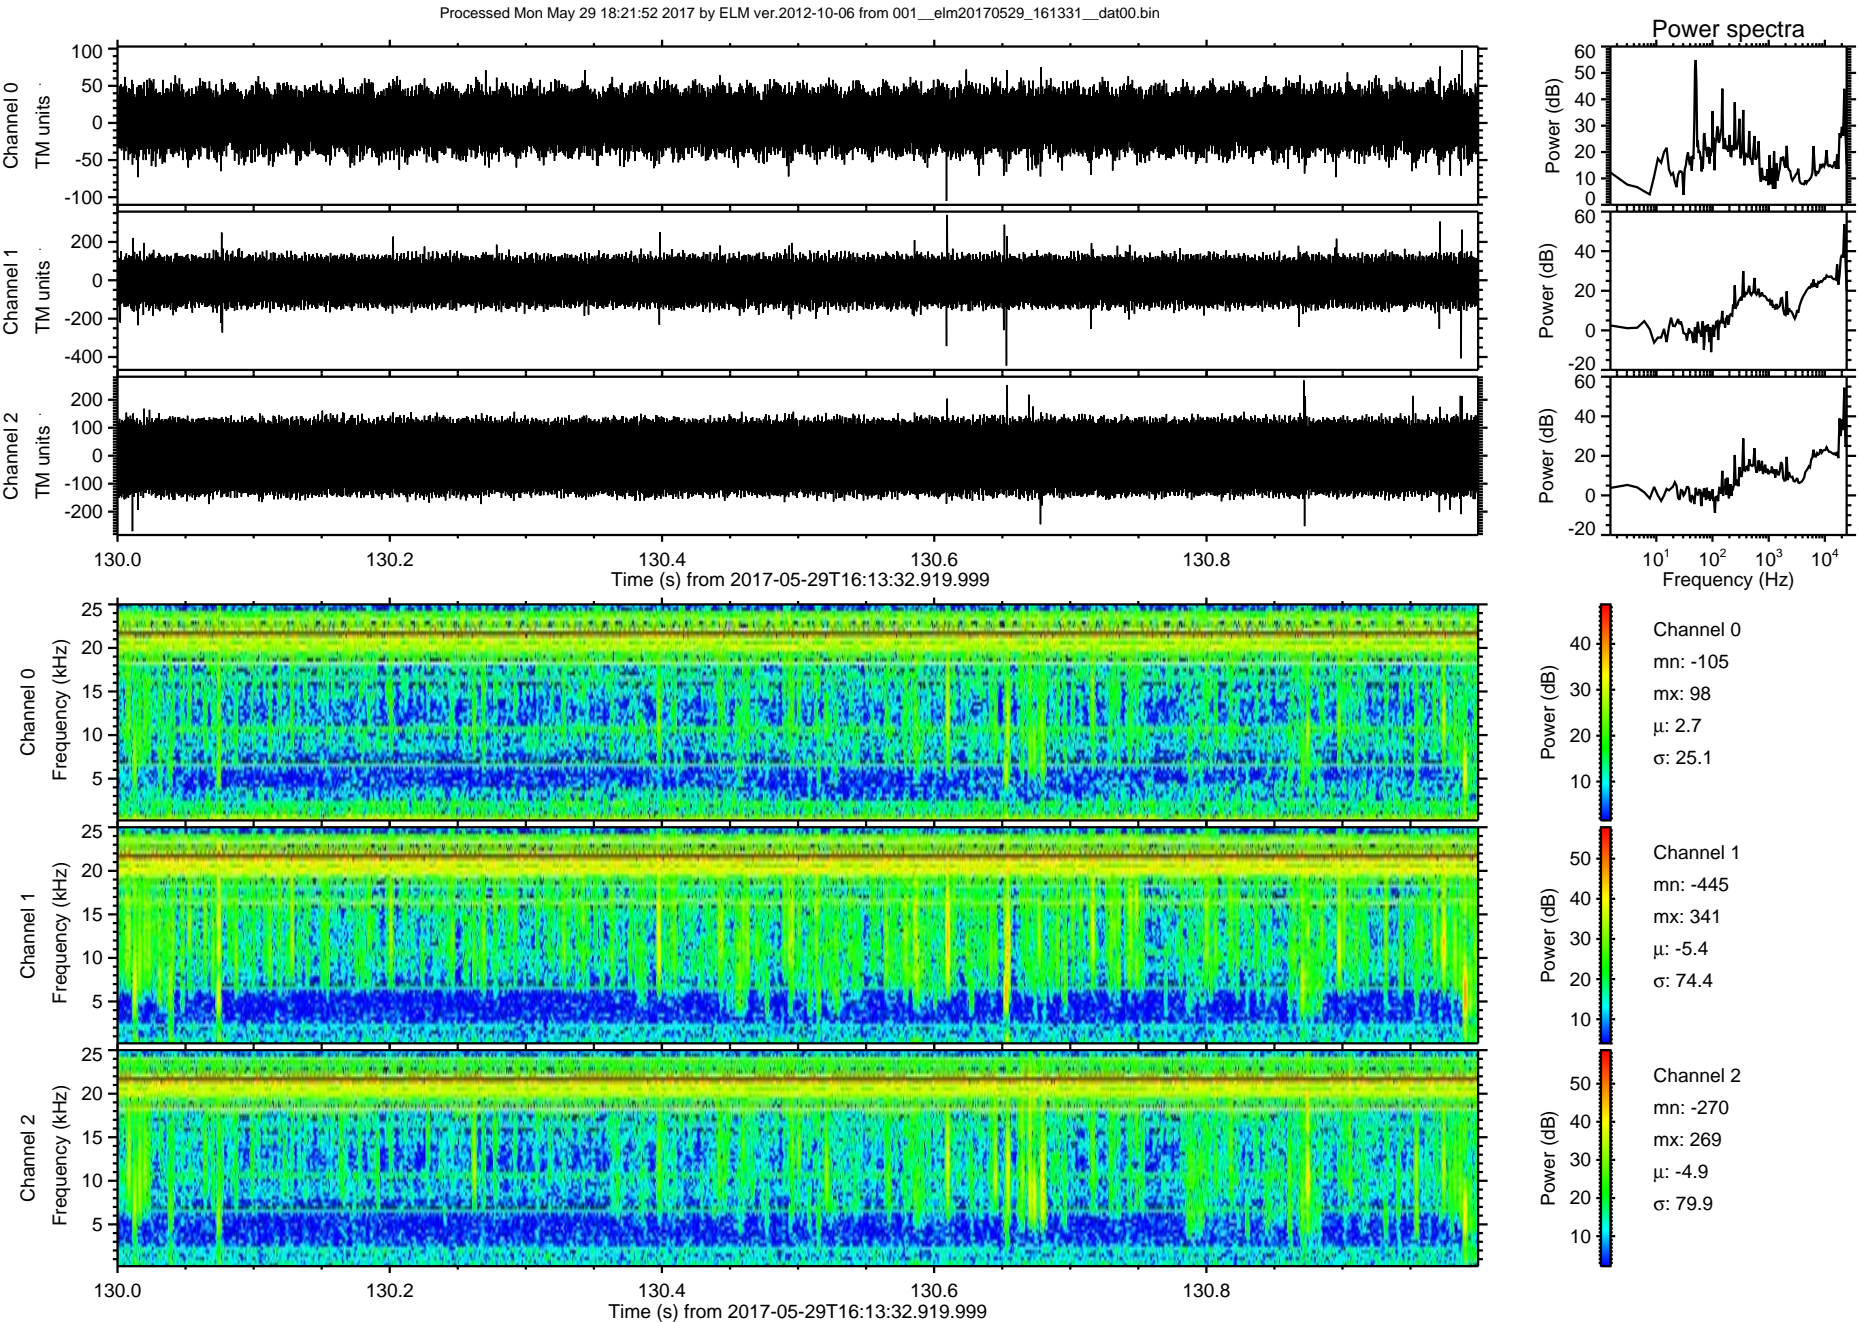 Processed Mon May 29 18:21:52 2017 by ELM ver.2012-10-06 from 001__elm20170529_161331__dat00.bin
Power spectra
Channel 0
TM units
100
50
0
-50
-100
Power (dB)
60
50
40
30
20
10
0
Channel 1
TM units
200
0
-200
-400
Power (dB)
60
40
20
0
-20
Channel 2
TM units
200
100
0
-100
-200
Power (dB)
60
40
20
0
-20
130.0 130.2 130.4 130.6 130.8
Time (s) from 2017-05-29T16:13:32.919.999
10¹ 10² 10³ 10⁴
Frequency (Hz)
Channel 0
Frequency (kHz)
25
20
15
10
5
Power (dB)
40
30
20
10
Channel 0
mn: -105
mx: 98
μ: 2.7
σ: 25.1
Channel 1
Frequency (kHz)
25
20
15
10
5
Power (dB)
50
40
30
20
10
Channel 1
mn: -445
mx: 341
μ: -5.4
σ: 74.4
Channel 2
Frequency (kHz)
25
20
15
10
5
Power (dB)
50
40
30
20
10
Channel 2
mn: -270
mx: 269
μ: -4.9
σ: 79.9
130.0 130.2 130.4 130.6 130.8
Time (s) from 2017-05-29T16:13:32.919.999